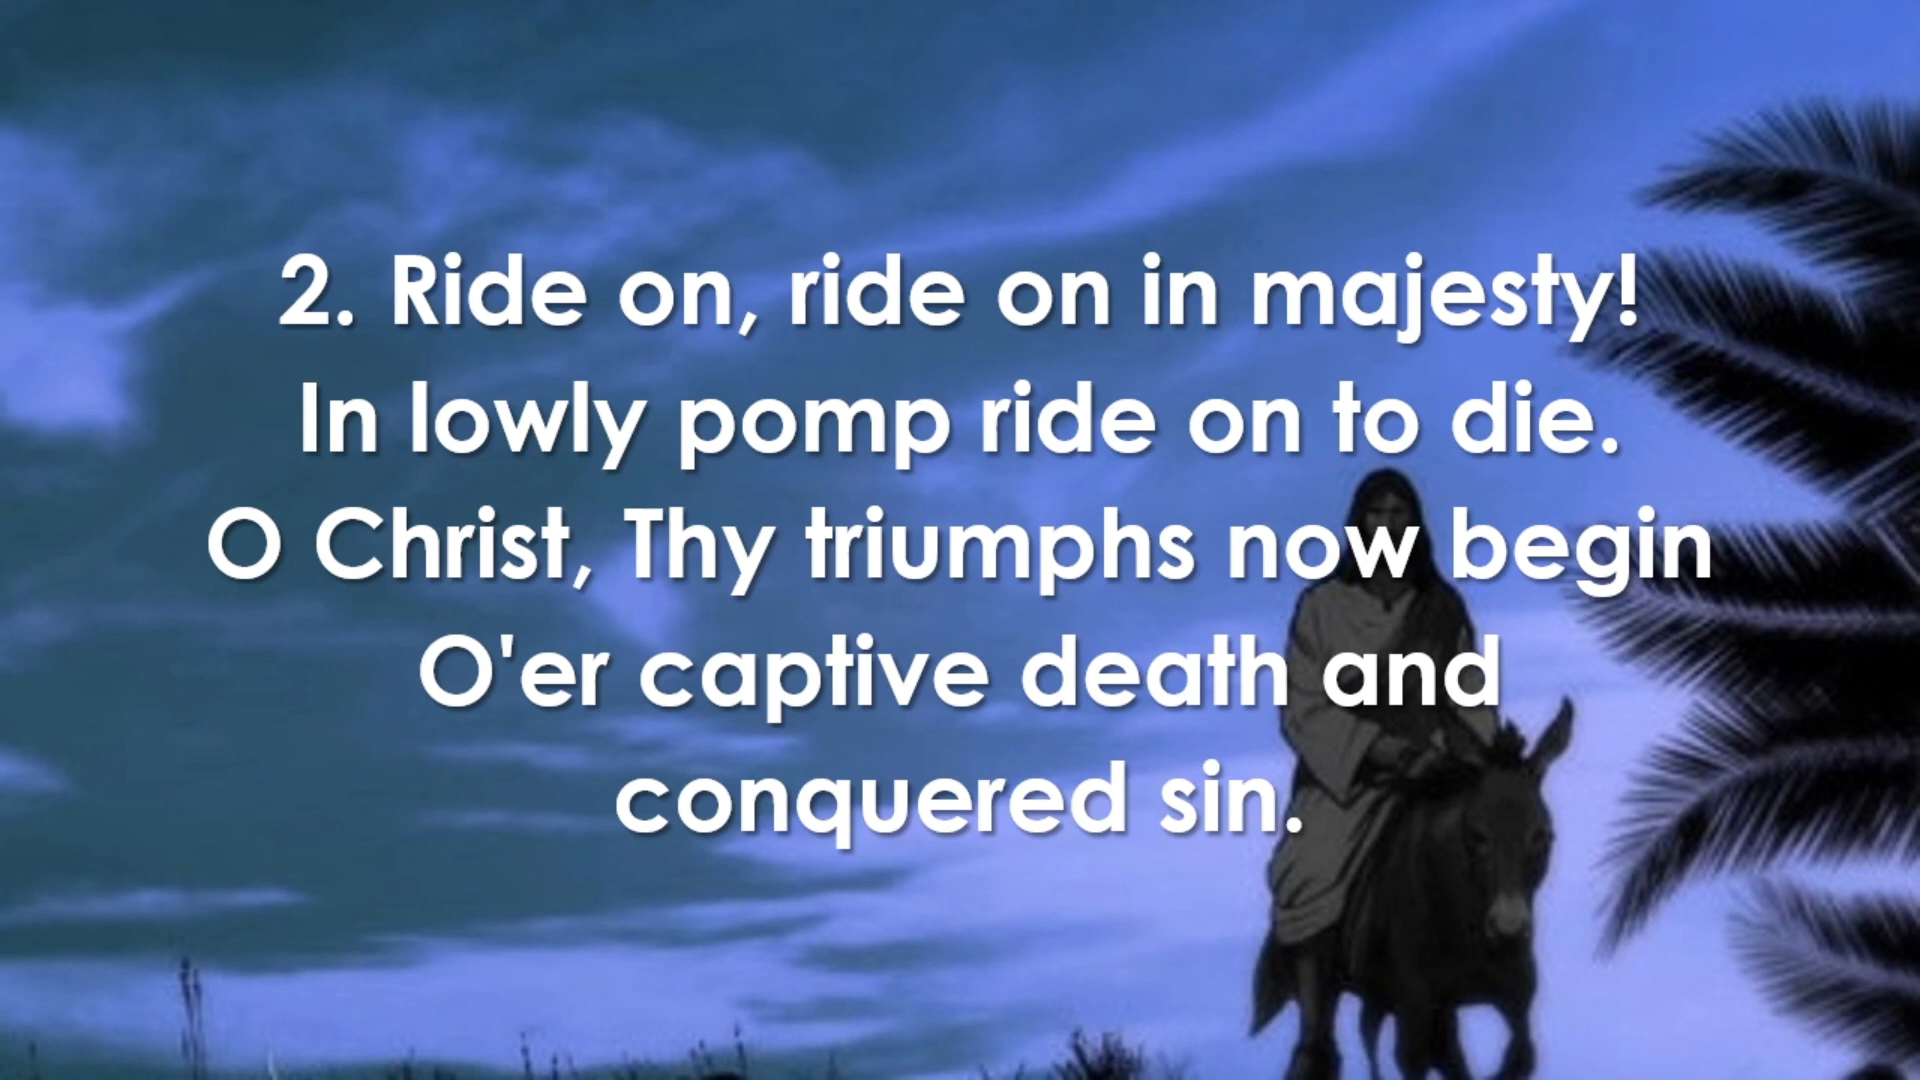 2. Ride on, ride on in majesty!
In lowly pomp ride on to die.
O Christ, Thy triumphs now begin
O'er captive death and
conquered sin.